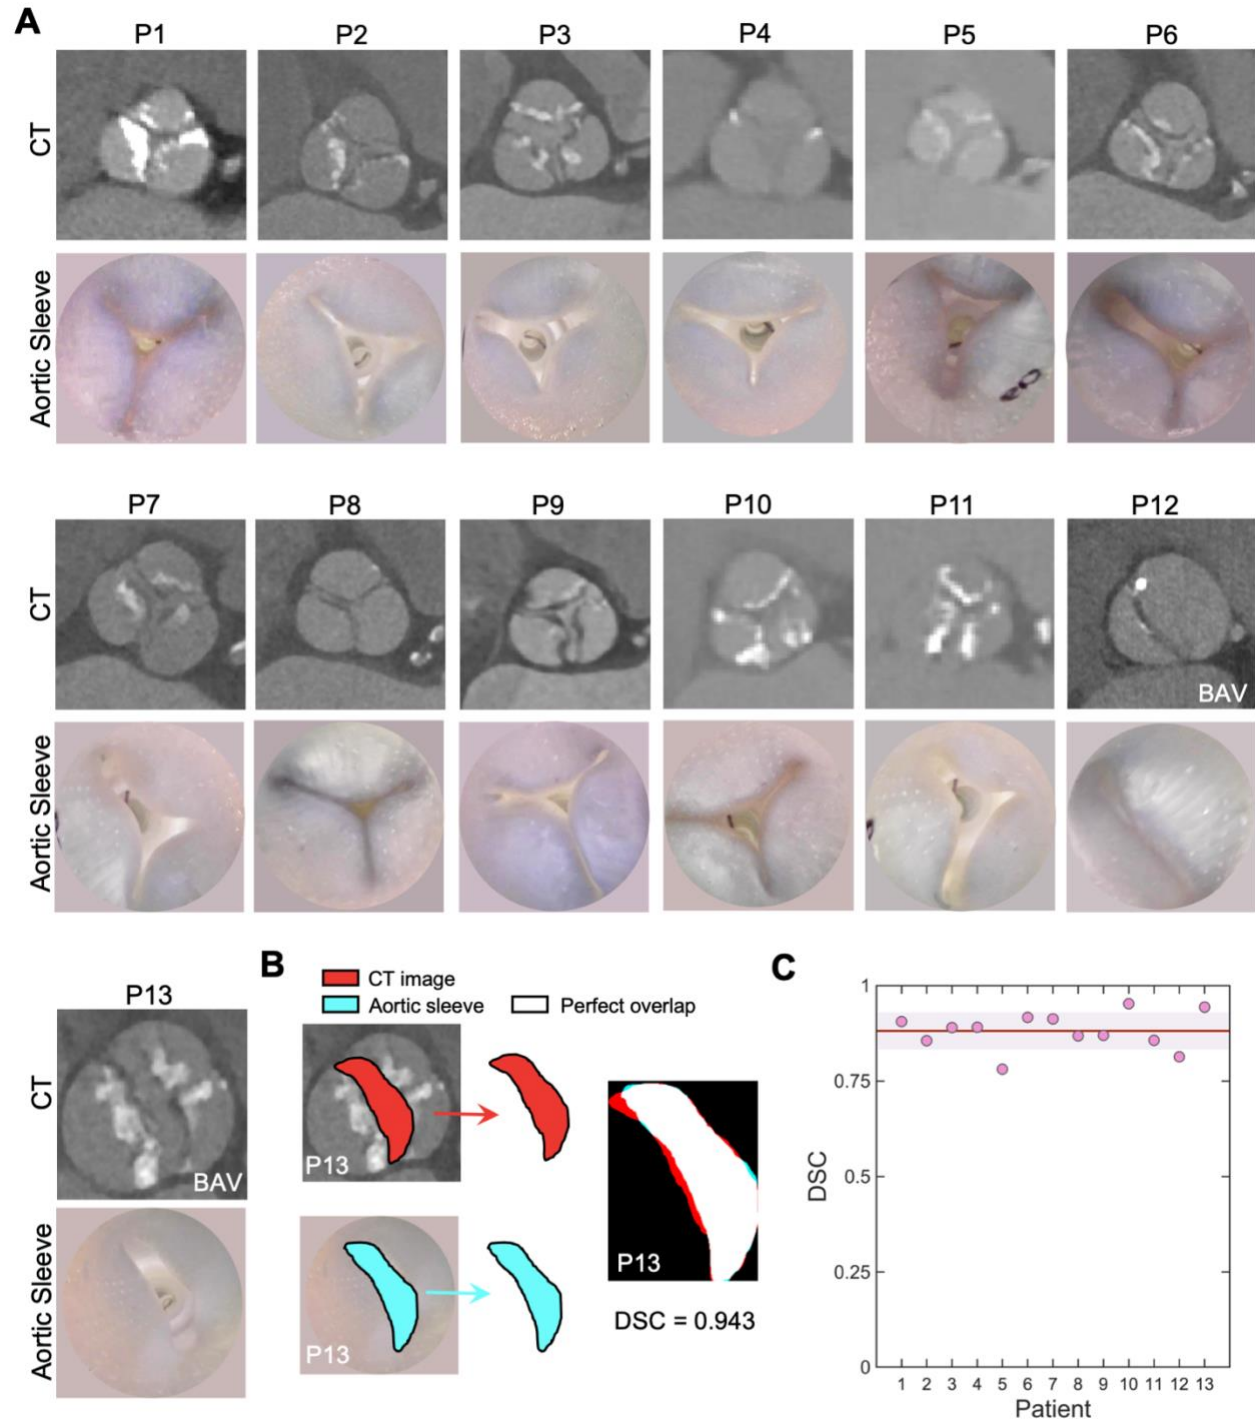 A
P1 P2 P3 P4 P5 P6
CT
Aortic Sleeve
P7 P8 P9 P10 P11 P12
CT
BAV
Aortic Sleeve
P13
CT
BAV
Aortic Sleeve
B
CT image
Aortic sleeve Perfect overlap
P13
P13
P13
DSC = 0.943
C
1
0.75
0.5
0.25
0
DSC
1 2 3 4 5 6 7 8 9 10 11 12 13
Patient